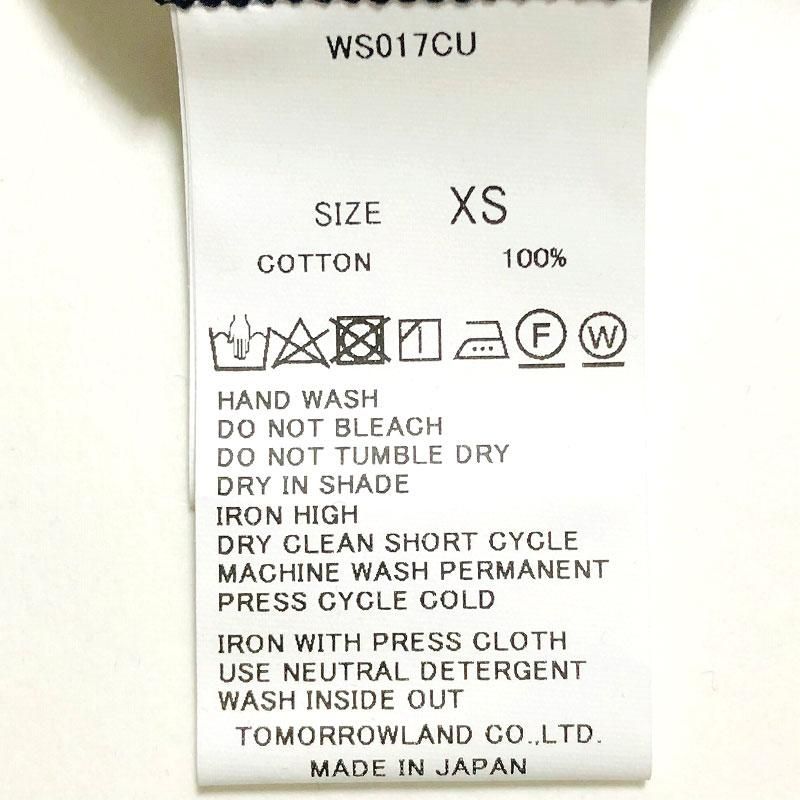 WS017CU
SIZE XS
COTTON 100%
F W
HAND WASH
DO NOT BLEACH
DO NOT TUMBLE DRY
DRY IN SHADE
IRON HIGH
DRY CLEAN SHORT CYCLE
MACHINE WASH PERMANENT
PRESS CYCLE COLD
IRON WITH PRESS CLOTH
USE NEUTRAL DETERGENT
WASH INSIDE OUT
TOMORROWLAND CO.,LTD.
MADE IN JAPAN